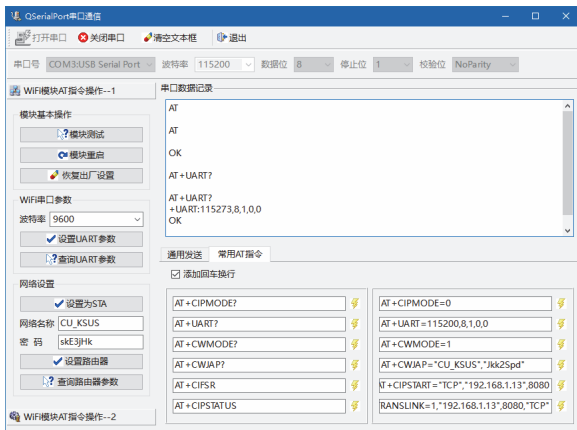 QSerialPort串口通信
打开串口 关闭串口 清空文本框 退出
串口号 COM3:USB Serial Port 波特率 115200 数据位 8 停止位 1 校验位 NoParity
WiFi模块AT指令操作--1
模块基本操作
模块测试
模块重启
恢复出厂设置
WiFi串口参数
波特率 9600
设置UART参数
查询UART参数
网络设置
设置为STA
网络名称 CU_KSUS
密 码 skE3jHk
设置路由器
查询路由器参数
WiFi模块AT指令操作--2
串口数据记录
AT
AT
OK
AT+UART?
AT+UART?
+UART:115273,8,1,0,0
OK
通用发送 常用AT指令
添加回车换行
AT+CIPMODE? AT+CIPMODE=0
AT+UART? AT+UART=115200,8,1,0,0
AT+CWMODE? AT+CWMODE=1
AT+CWJAP? AT+CWJAP="CU_KSUS","Jkk2Spd"
AT+CIFSR T+CIPSTART="TCP","192.168.1.13",8080
AT+CIPSTATUS RANSLINK=1,"192.168.1.13",8080,"TCP"